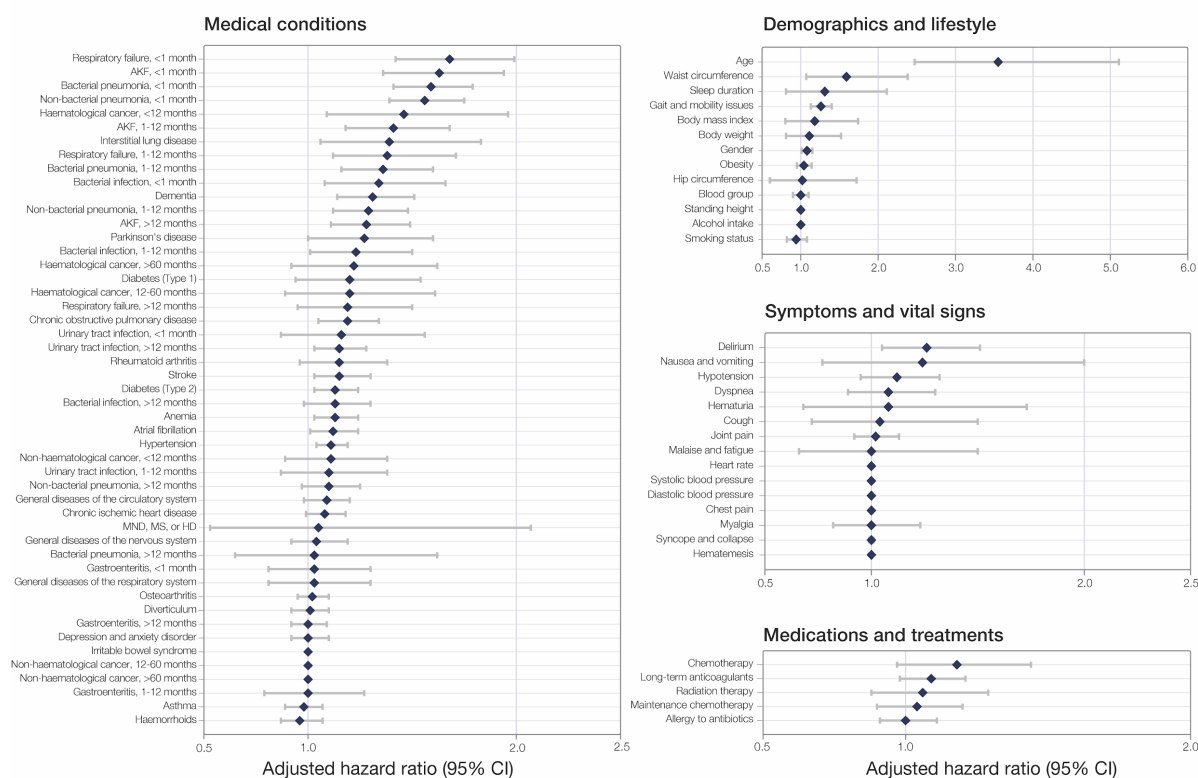 Medical conditions
Respiratory failure, <1 month
AKF, <1 month
Bacterial pneumonia, <1 month
Non-bacterial pneumonia, <1 month
Haematological cancer, <12 months
AKF, 1-12 months
Interstitial lung disease
Respiratory failure, 1-12 months
Bacterial pneumonia, 1-12 months
Bacterial infection, <1 month
Dementia
Non-bacterial pneumonia, 1-12 months
AKF, >12 months
Parkinson's disease
Bacterial infection, 1-12 months
Haematological cancer, >60 months
Diabetes (Type 1)
Haematological cancer, 12-60 months
Respiratory failure, >12 months
Chronic obstructive pulmonary disease
Urinary tract infection, <1 month
Urinary tract infection, >12 months
Rheumatoid arthritis
Stroke
Diabetes (Type 2)
Bacterial infection, >12 months
Anemia
Atrial fibrillation
Hypertension
Non-haematological cancer, <12 months
Urinary tract infection, 1-12 months
Non-bacterial pneumonia, >12 months
General diseases of the circulatory system
Chronic ischemic heart disease
MND, MS, or HD
General diseases of the nervous system
Bacterial pneumonia, >12 months
Gastroenteritis, <1 month
General diseases of the respiratory system
Osteoarthritis
Diverticulum
Gastroenteritis, >12 months
Depression and anxiety disorder
Irritable bowel syndrome
Non-haematological cancer, 12-60 months
Non-haematological cancer, >60 months
Gastroenteritis, 1-12 months
Asthma
Haemorrhoids
0.5 1.0 2.0 2.5
Adjusted hazard ratio (95% CI)
Demographics and lifestyle
Age
Waist circumference
Sleep duration
Gait and mobility issues
Body mass index
Body weight
Gender
Obesity
Hip circumference
Blood group
Standing height
Alcohol intake
Smoking status
0.5 1.0 2.0 3.0 4.0 5.0 6.0
Symptoms and vital signs
Delirium
Nausea and vomiting
Hypotension
Dyspnea
Hematuria
Cough
Joint pain
Malaise and fatigue
Heart rate
Systolic blood pressure
Diastolic blood pressure
Chest pain
Myalgia
Syncope and collapse
Hematemesis
0.5 1.0 2.0 2.5
Medications and treatments
Chemotherapy
Long-term anticoagulants
Radiation therapy
Maintenance chemotherapy
Allergy to antibiotics
0.5 1.0 2.0
Adjusted hazard ratio (95% CI)